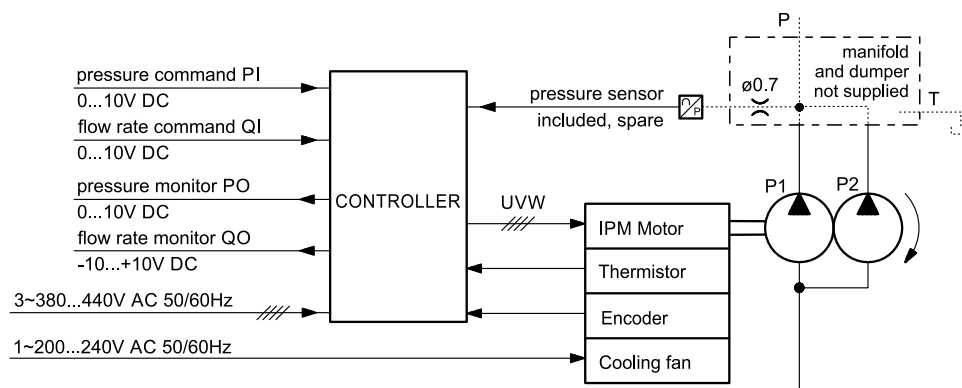 pressure command PI
0...10V DC
flow rate command QI
0...10V DC
pressure monitor PO
0...10V DC
flow rate monitor QO
-10...+10V DC
3~380...440V AC 50/60Hz
1~200...240V AC 50/60Hz
CONTROLLER
pressure sensor
included, spare
P
UVW
IPM Motor
Thermistor
Encoder
Cooling fan
P
manifold
and dumper
not supplied
ø0.7
T
P1
P2